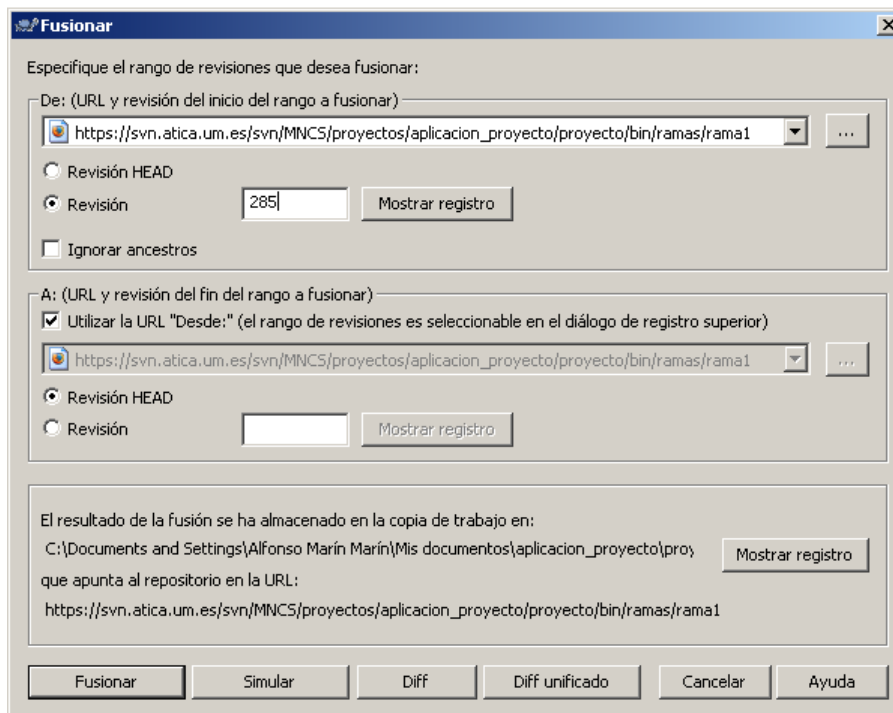 Fusionar
Especifique el rango de revisiones que desea fusionar:
De: (URL y revisión del inicio del rango a fusionar)
https://svn.atica.um.es/svn/MNCS/proyectos/aplicacion_proyecto/proyecto/bin/ramas/rama1
...
Revisión HEAD
Revisión 285 Mostrar registro
Ignorar ancestros
A: (URL y revisión del fin del rango a fusionar)
Utilizar la URL "Desde:" (el rango de revisiones es seleccionable en el diálogo de registro superior)
https://svn.atica.um.es/svn/MNCS/proyectos/aplicacion_proyecto/proyecto/bin/ramas/rama1
...
Revisión HEAD
Revisión Mostrar registro
El resultado de la fusión se ha almacenado en la copia de trabajo en:
C:\Documents and Settings\Alfonso Marín Marín\Mis documentos\aplicacion_proyecto\proy
Mostrar registro
que apunta al repositorio en la URL:
https://svn.atica.um.es/svn/MNCS/proyectos/aplicacion_proyecto/proyecto/bin/ramas/rama1
Fusionar Simular Diff Diff unificado Cancelar Ayuda